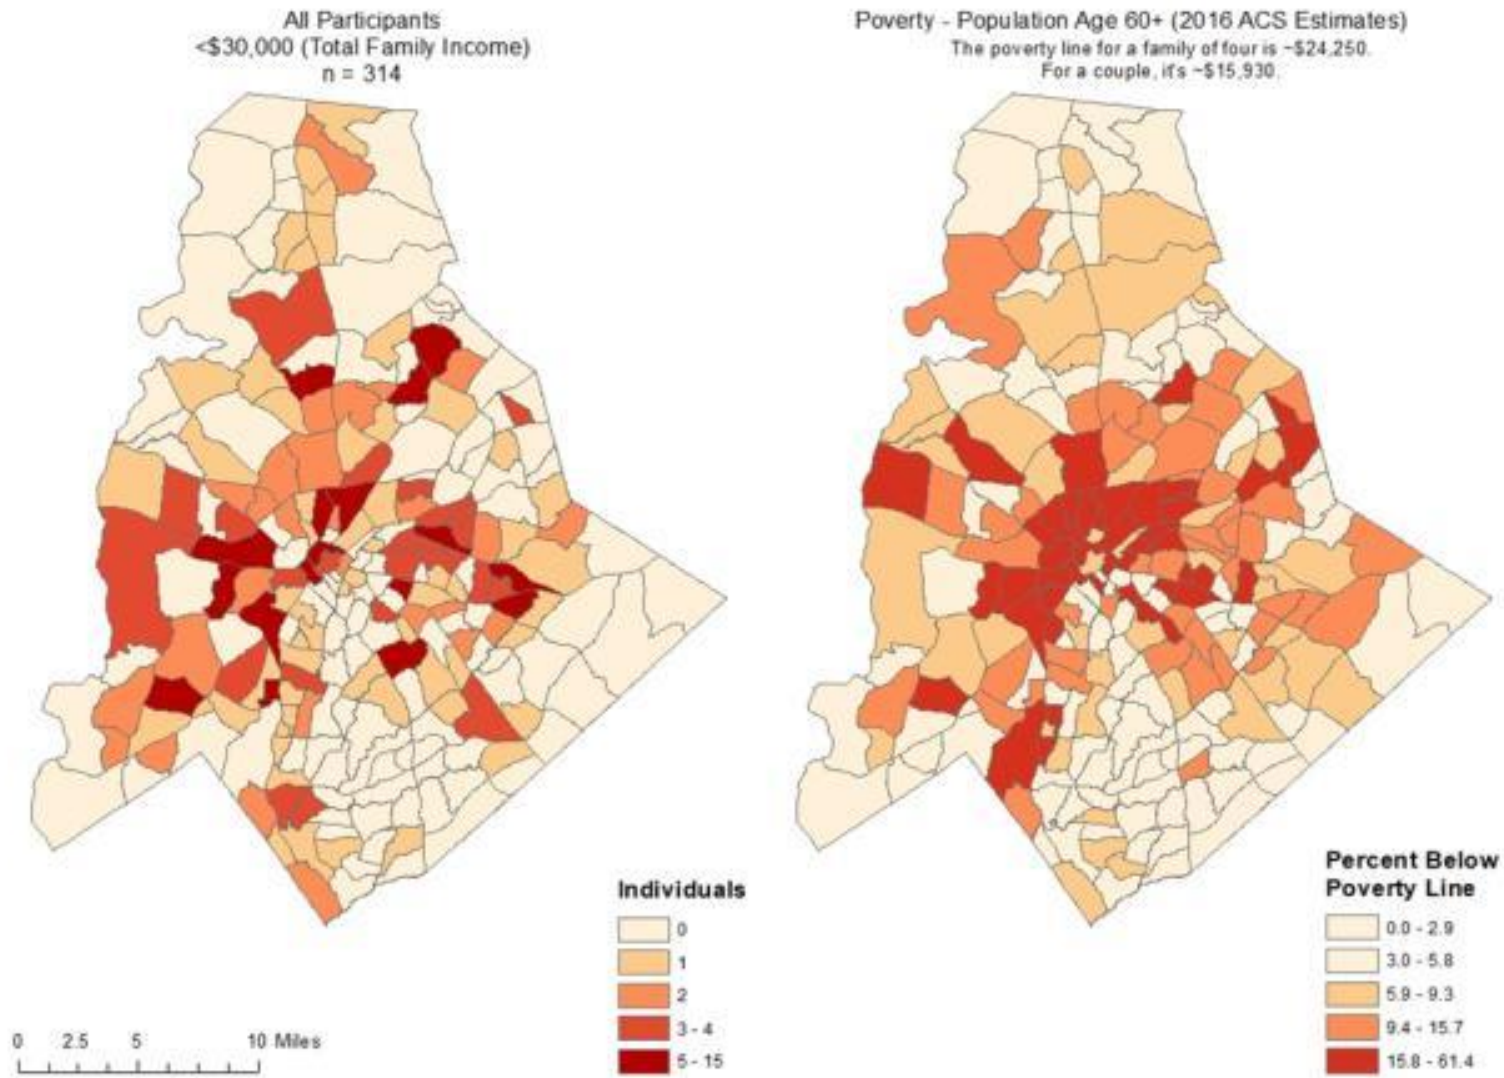 All Participants
<$30,000 (Total Family Income)
n = 314
Poverty - Population Age 60+ (2016 ACS Estimates)
The poverty line for a family of four is ~$24,250.
For a couple, it's ~$15,930.
Individuals
0
1
2
3 - 4
5 - 15
Percent Below
Poverty Line
0.0 - 2.9
3.0 - 5.8
5.9 - 9.3
9.4 - 15.7
15.8 - 61.4
0 2.5 5 10 Miles